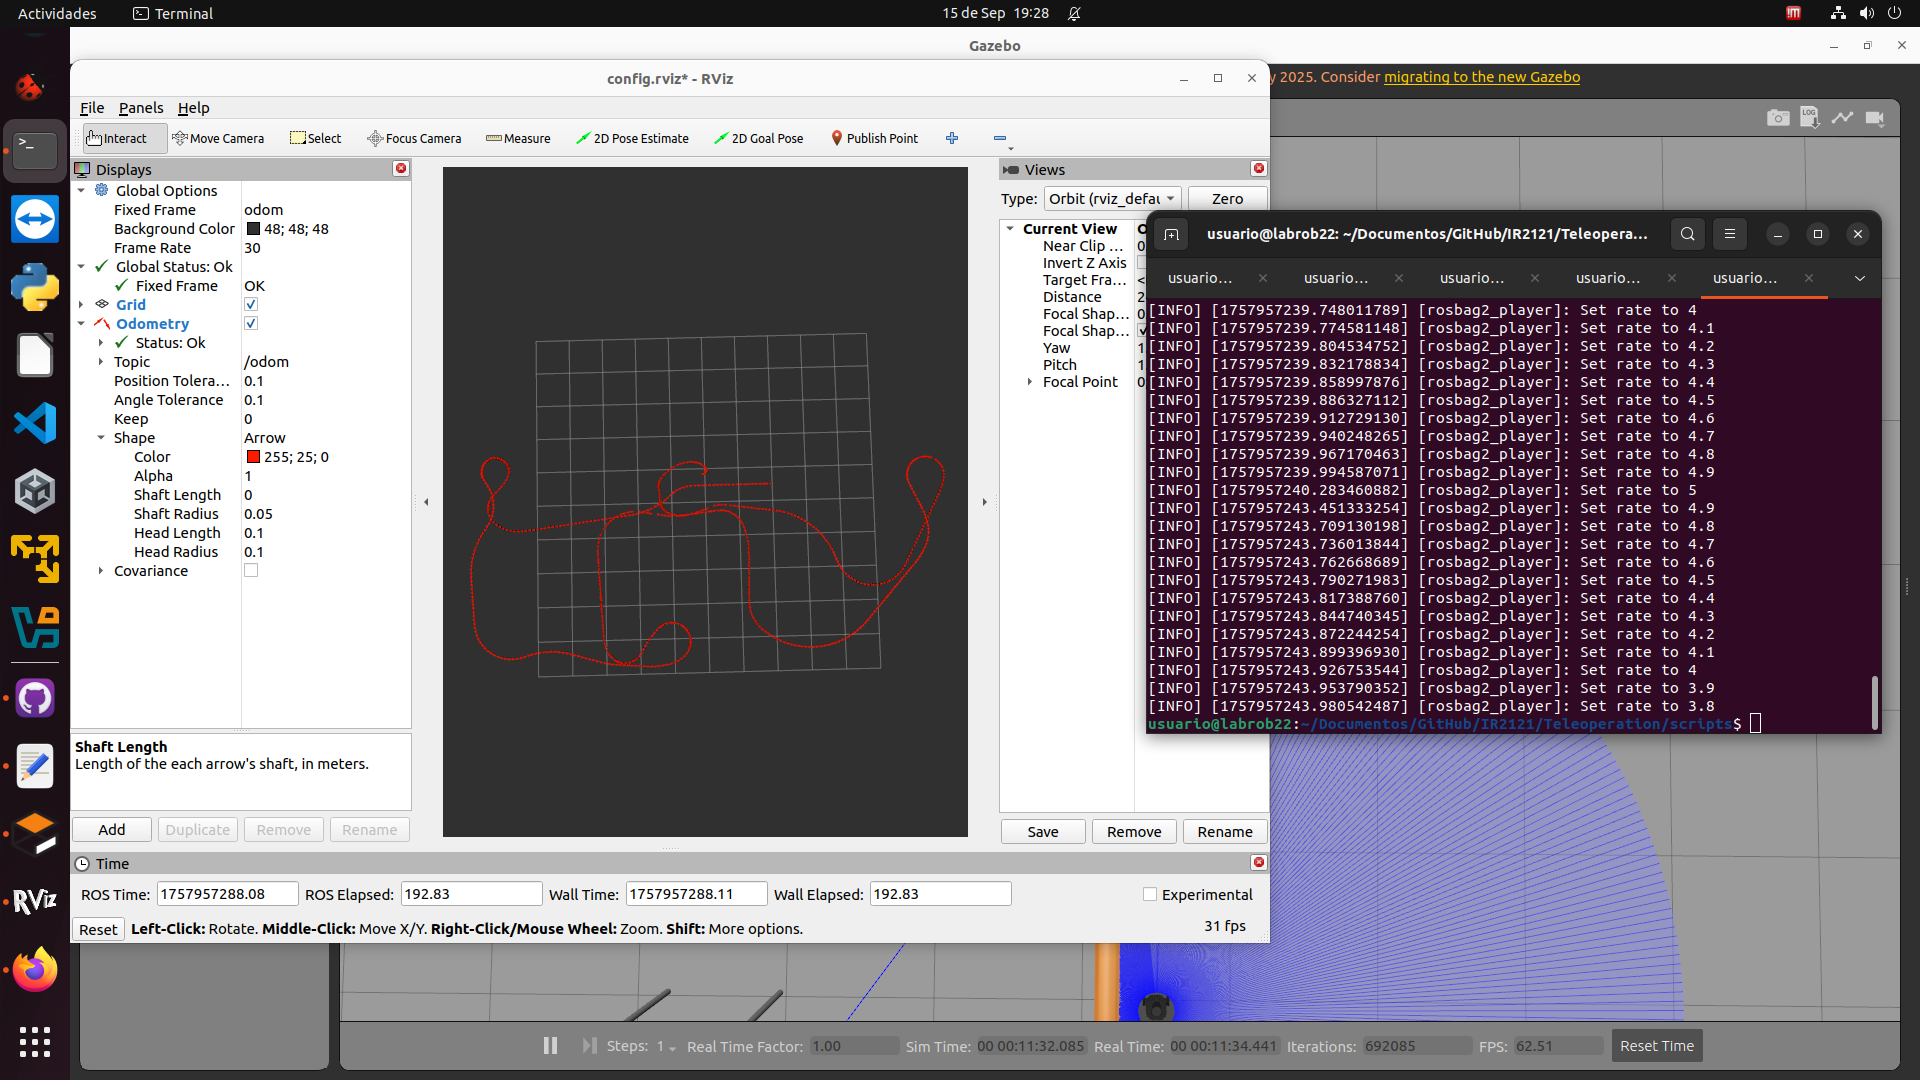 Actividades
Terminal
15 de Sep 19:28
Gazebo
config.rviz* - RViz
y 2025. Consider migrating to the new Gazebo
File Panels Help
Interact
Move Camera
Select
Focus Camera
Measure
2D Pose Estimate
2D Goal Pose
Publish Point
LOG
Displays
Global Options
Fixed Frame odom
Background Color 48; 48; 48
Frame Rate 30
Global Status: Ok
Fixed Frame OK
Grid
Odometry
Status: Ok
Topic /odom
Position Tolera... 0.1
Angle Tolerance 0.1
Keep 0
Shape Arrow
Color 255; 25; 0
Alpha 1
Shaft Length 0
Shaft Radius 0.05
Head Length 0.1
Head Radius 0.1
Covariance
Shaft Length
Length of the each arrow's shaft, in meters.
Add Duplicate Remove Rename
Views
Type: Orbit (rviz_defau Zero
Current View
Near Clip ... 0
Invert Z Axis
Target Fra... <
Distance 2
Focal Shap... 0
Focal Shap...
Yaw 1
Pitch 1
Focal Point 0
Save Remove Rename
usuario@labrob22: ~/Documentos/GitHub/IR2121/Teleopera...
usuario... usuario... usuario... usuario... usuario...
[INFO] [1757957239.748011789] [rosbag2_player]: Set rate to 4
[INFO] [1757957239.774581148] [rosbag2_player]: Set rate to 4.1
[INFO] [1757957239.804534752] [rosbag2_player]: Set rate to 4.2
[INFO] [1757957239.832178834] [rosbag2_player]: Set rate to 4.3
[INFO] [1757957239.858997876] [rosbag2_player]: Set rate to 4.4
[INFO] [1757957239.886327112] [rosbag2_player]: Set rate to 4.5
[INFO] [1757957239.912729130] [rosbag2_player]: Set rate to 4.6
[INFO] [1757957239.940248265] [rosbag2_player]: Set rate to 4.7
[INFO] [1757957239.967170463] [rosbag2_player]: Set rate to 4.8
[INFO] [1757957239.994587071] [rosbag2_player]: Set rate to 4.9
[INFO] [1757957240.283460882] [rosbag2_player]: Set rate to 5
[INFO] [1757957243.451333254] [rosbag2_player]: Set rate to 4.9
[INFO] [1757957243.709130198] [rosbag2_player]: Set rate to 4.8
[INFO] [1757957243.736013844] [rosbag2_player]: Set rate to 4.7
[INFO] [1757957243.762668689] [rosbag2_player]: Set rate to 4.6
[INFO] [1757957243.790271983] [rosbag2_player]: Set rate to 4.5
[INFO] [1757957243.817388760] [rosbag2_player]: Set rate to 4.4
[INFO] [1757957243.844740345] [rosbag2_player]: Set rate to 4.3
[INFO] [1757957243.872244254] [rosbag2_player]: Set rate to 4.2
[INFO] [1757957243.899396930] [rosbag2_player]: Set rate to 4.1
[INFO] [1757957243.926753544] [rosbag2_player]: Set rate to 4
[INFO] [1757957243.953790352] [rosbag2_player]: Set rate to 3.9
[INFO] [1757957243.980542487] [rosbag2_player]: Set rate to 3.8
usuario@labrob22:~/Documentos/GitHub/IR2121/Teleoperation/scripts$
Time
ROS Time: 1757957288.08 ROS Elapsed: 192.83 Wall Time: 1757957288.11 Wall Elapsed: 192.83 Experimental
Reset Left-Click: Rotate. Middle-Click: Move X/Y. Right-Click/Mouse Wheel: Zoom. Shift: More options. 31 fps
RViz
Steps: 1 Real Time Factor: 1.00 Sim Time: 00 00:11:32.085 Real Time: 00 00:11:34.441 Iterations: 692085 FPS: 62.51 Reset Time